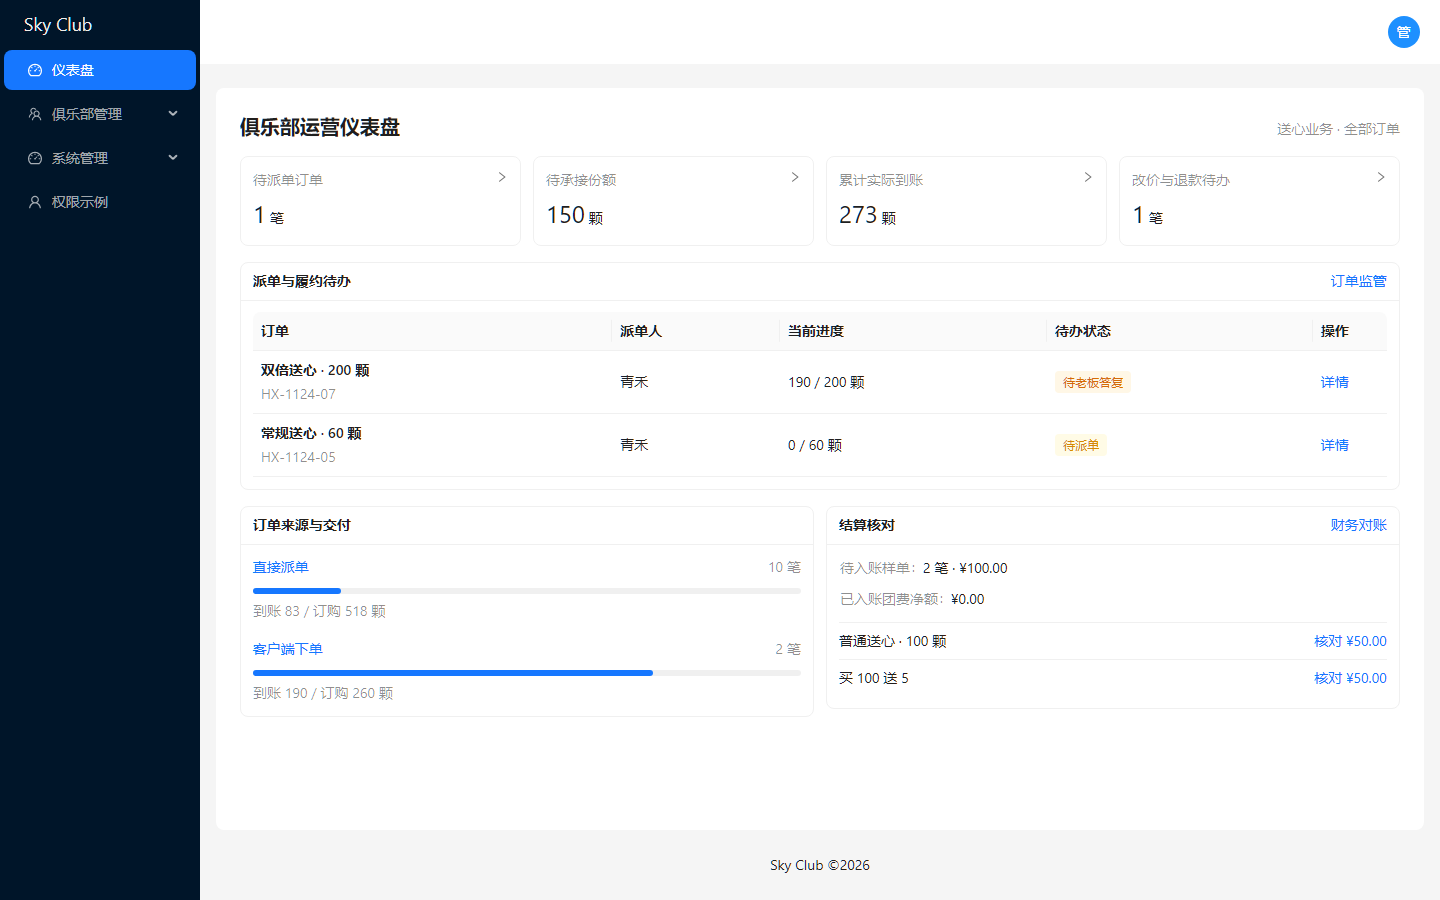 Sky Club
管
仪表盘
俱乐部管理
系统管理
权限示例
俱乐部运营仪表盘
送心业务 · 全部订单
待派单订单
1 笔
待承接份额
150 颗
累计实际到账
273 颗
改价与退款待办
1 笔
派单与履约待办
订单监管
订单 派单人 当前进度 待办状态 操作
双倍送心 · 200 颗
HX-1124-07
青禾 190 / 200 颗 待老板答复 详情
常规送心 · 60 颗
HX-1124-05
青禾 0 / 60 颗 待派单 详情
订单来源与交付
直接派单 10 笔
到账 83 / 订购 518 颗
客户端下单 2 笔
到账 190 / 订购 260 颗
结算核对 财务对账
待入账样单: 2 笔 · ¥100.00
已入账团费净额: ¥0.00
普通送心 · 100 颗 核对 ¥50.00
买 100 送 5 核对 ¥50.00
Sky Club ©2026